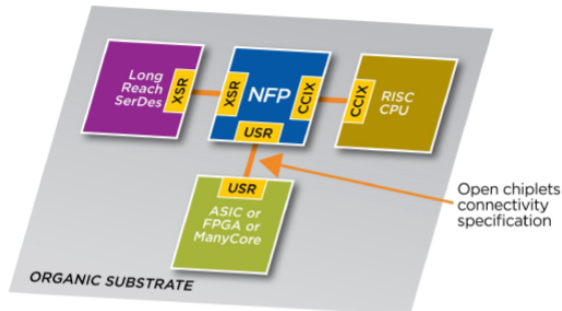 Long
Reach
SerDes
XSR
XSR
NFP
CCIX
USR
CCIX
RISC
CPU
USR
ASIC or
FPGA or
ManyCore
Open chiplets
connectivity
specification
ORGANIC SUBSTRATE